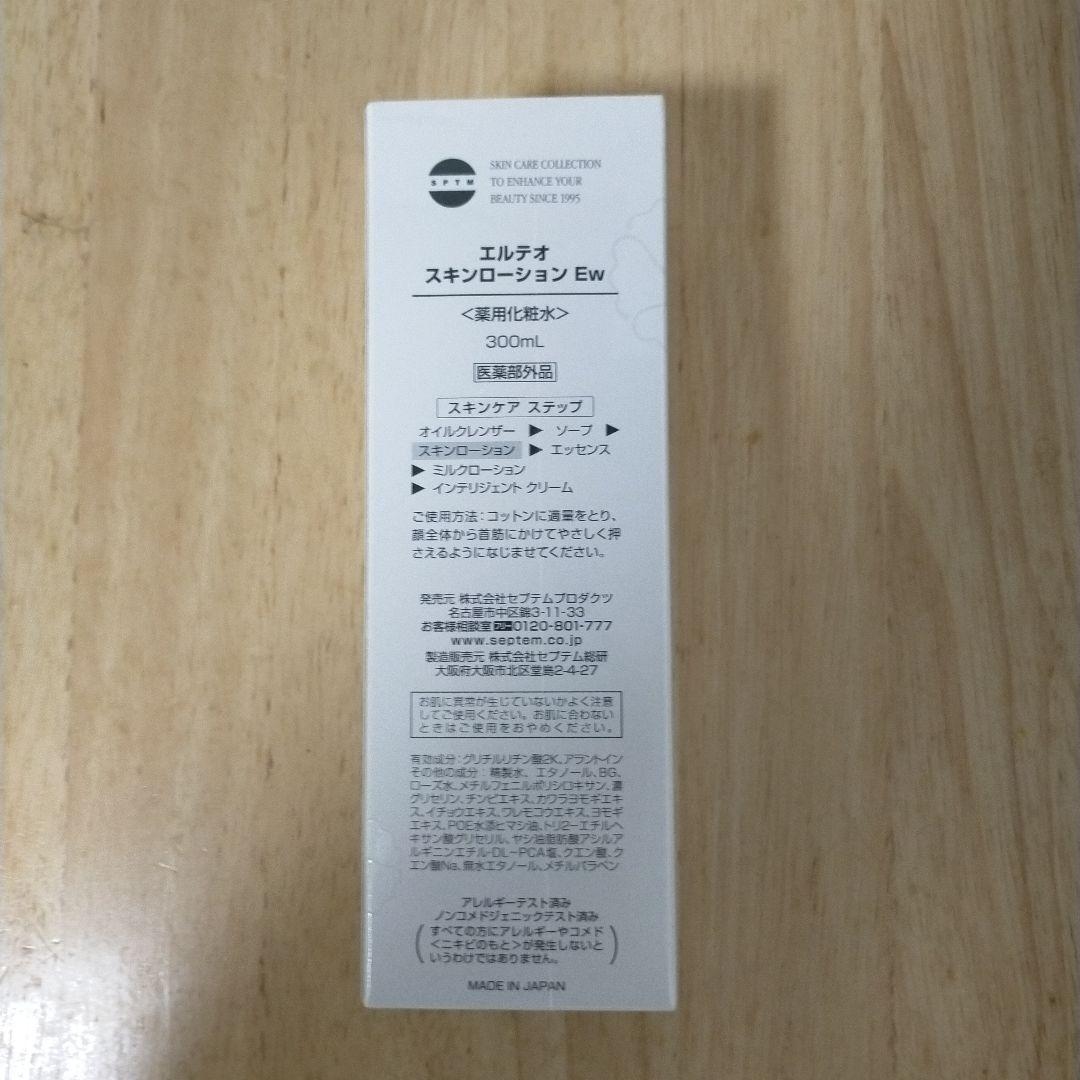 SPTM
SKIN CARE COLLECTION
TO ENHANCE YOUR
BEAUTY SINCE 1995
エルテオ
スキンローション Ew
＜薬用化粧水＞
300mL
医薬部外品
スキンケア ステップ
オイルクレンザー ▶ ソープ ▶
スキンローション ▶ エッセンス
▶ ミルクローション
▶ インテリジェント クリーム
ご使用方法：コットンに適量をとり、
顔全体から首筋にかけてやさしく押
さえるようになじませてください。
発売元 株式会社セプテムプロダクツ
名古屋市中区錦3-11-33
お客様相談室 0120-801-777
www.septem.co.jp
製造販売元 株式会社セプテム総研
大阪府大阪市北区堂島2-4-27
お肌に異常が生じていないかよく注意
してご使用ください。お肌に合わない
ときはご使用をおやめください。
有効成分：グリチルリチン酸2K、アラントイン
その他の成分：精製水、エタノール、BG、
ローズ水、メチルフェニルポリシロキサン、濃
グリセリン、チンピエキス、カワラヨモギエキ
ス、イチョウエキス、ワレモコウエキス、ヨモギ
エキス、POE水添ヒマシ油、トリ2-エチルヘ
キサン酸グリセリル、ヤシ油脂肪酸アシルア
ルギニンエチル・DL-PCA塩、クエン酸、ク
エン酸Na、無水エタノール、メチルパラベン
アレルギーテスト済み
ノンコメドジェニックテスト済み
（すべての方にアレルギーやコメド
＜ニキビのもと＞が発生しないと
いうわけではありません。）
MADE IN JAPAN